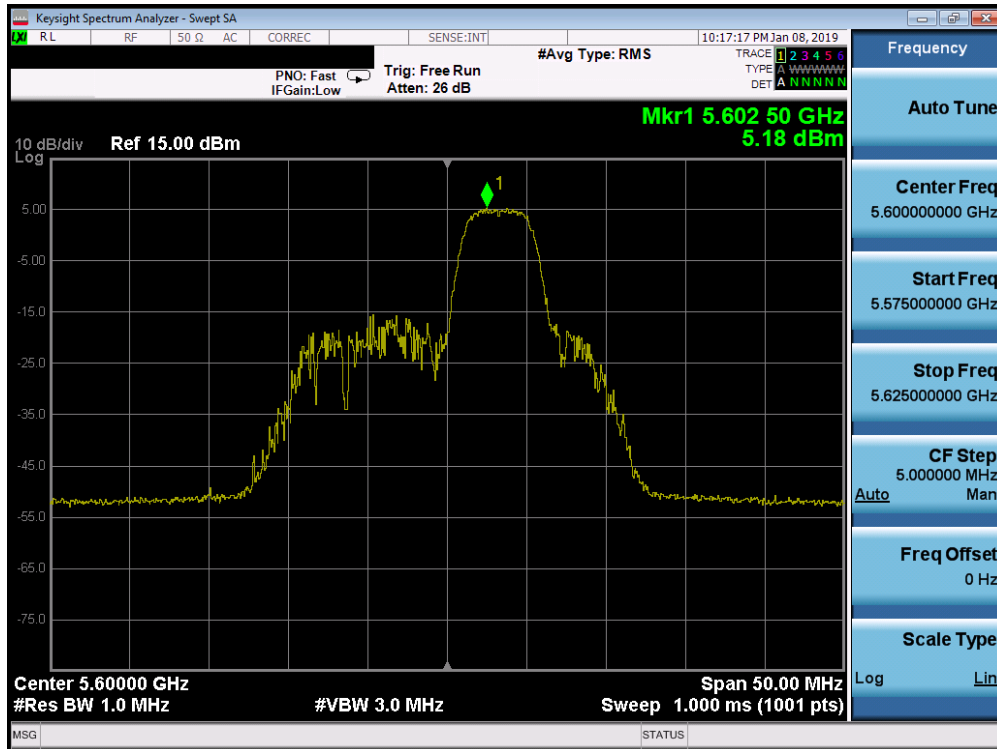 Keysight Spectrum Analyzer - Swept SA
LXI RL RF 50 Ω AC CORREC SENSE:INT 10:17:17 PM Jan 08, 2019
#Avg Type: RMS
TRACE 1 2 3 4 5 6
TYPE A WWWWW
DET A N N N N N
PNO: Fast
IFGain:Low
Trig: Free Run
Atten: 26 dB
Mkr1 5.602 50 GHz
5.18 dBm
10 dB/div Ref 15.00 dBm
Log
1
5.00
-5.00
-15.0
-25.0
-35.0
-45.0
-55.0
-65.0
-75.0
Center 5.60000 GHz Span 50.00 MHz
#Res BW 1.0 MHz #VBW 3.0 MHz Sweep 1.000 ms (1001 pts)
MSG STATUS
Frequency
Auto Tune
Center Freq
5.600000000 GHz
Start Freq
5.575000000 GHz
Stop Freq
5.625000000 GHz
CF Step
5.000000 MHz
Auto Man
Freq Offset
0 Hz
Scale Type
Log Lin